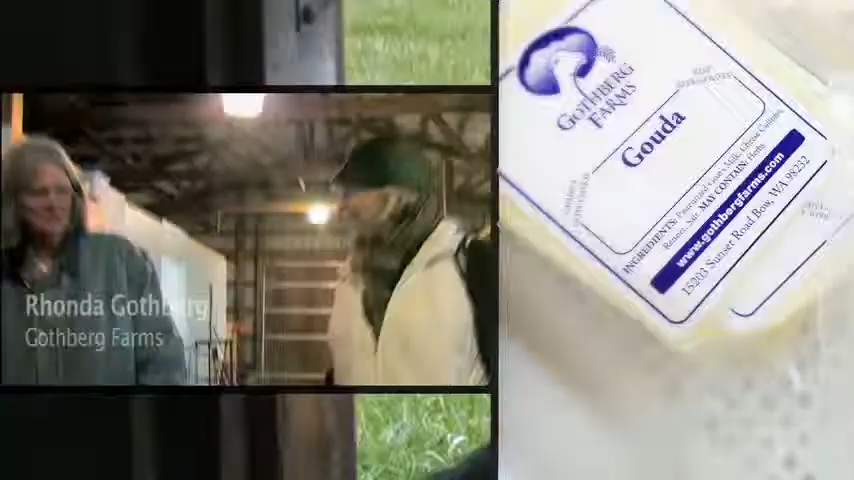 Rhonda Gothberg
Gothberg Farms
GOTHBERG
FARMS
Gouda
INGREDIENTS: Pasteurized Goat Milk, Cheese Cultures,
Rennet, Salt. MAY CONTAIN: Herbs
www.gothbergfarms.com
15203 Sunset Road Bow, WA 98232